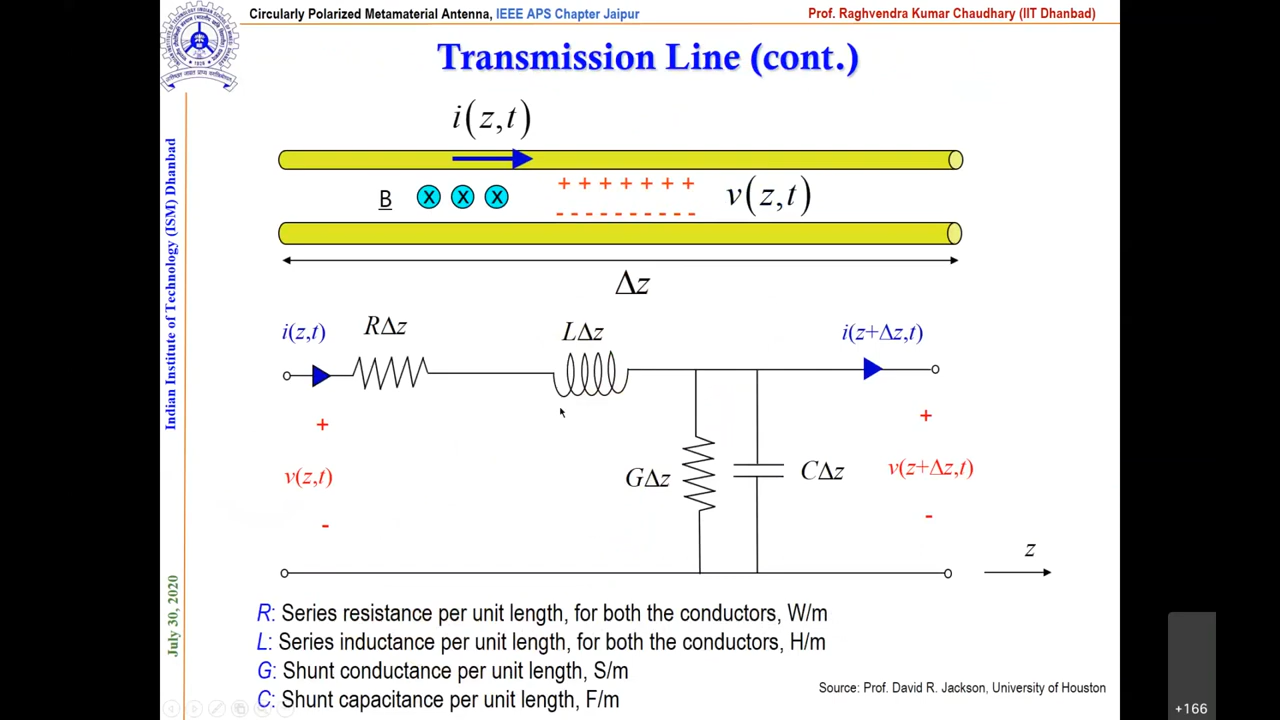 Circularly Polarized Metamaterial Antenna, IEEE APS Chapter Jaipur
Prof. Raghvendra Kumar Chaudhary (IIT Dhanbad)
Transmission Line (cont.)
i(z,t)
B X X X
+ + + + + + +
- - - - - - - - - -
v(z,t)
Δz
i(z,t)
RΔz
LΔz
i(z+Δz,t)
+
v(z,t)
-
GΔz
CΔz
+
v(z+Δz,t)
-
z
R: Series resistance per unit length, for both the conductors, W/m
L: Series inductance per unit length, for both the conductors, H/m
G: Shunt conductance per unit length, S/m
C: Shunt capacitance per unit length, F/m
Source: Prof. David R. Jackson, University of Houston
Indian Institute of Technology (ISM) Dhanbad
July 30, 2020
+166